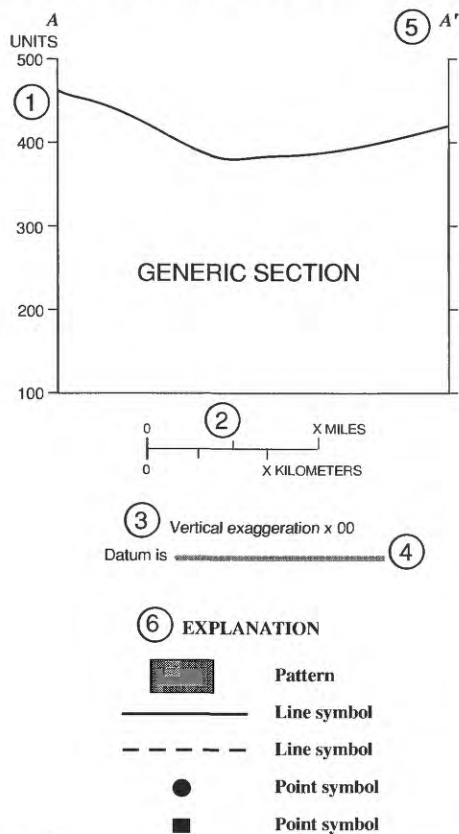 A
UNITS
500
1
400
300
200
100
5 A'
GENERIC SECTION
0 2 X MILES
0 X KILOMETERS
3 Vertical exaggeration x 00
Datum is 4
6 EXPLANATION
Pattern
Line symbol
Line symbol
Point symbol
Point symbol